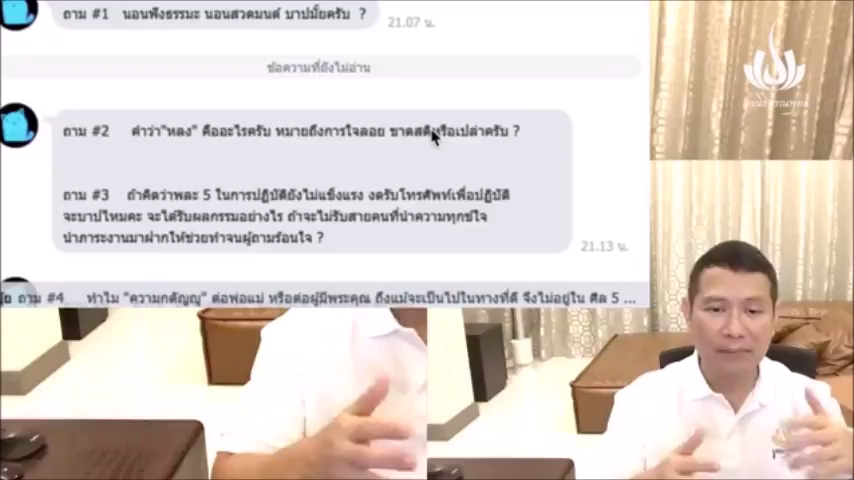 ถาม #1 นอนฟังธรรมะ นอนสวดมนต์ บาปมั้ยครับ ?
21.07 น.
ข้อความที่ยังไม่อ่าน
ถาม #2 คำว่า"หลง" คืออะไรครับ หมายถึงการใจลอย ขาดสติหรือเปล่าครับ ?
ถาม #3 ถ้าคิดว่าพละ 5 ในการปฏิบัติยังไม่แข็งแรง งดรับโทรศัพท์เพื่อปฏิบัติ
จะบาปไหมคะ จะได้รับผลกรรมอย่างไร ถ้าจะไม่รับสายคนที่นำความทุกข์ใจ
นำภาระงานมาฝากให้ช่วยทำจนผู้ถามร้อนใจ ?
21.13 น.
ถาม #4 ทำไม "ความกตัญญู" ต่อพ่อแม่ หรือต่อผู้มีพระคุณ ถึงแม้จะเป็นไปในทางที่ดี จึงไม่อยู่ใน ศีล 5 ...